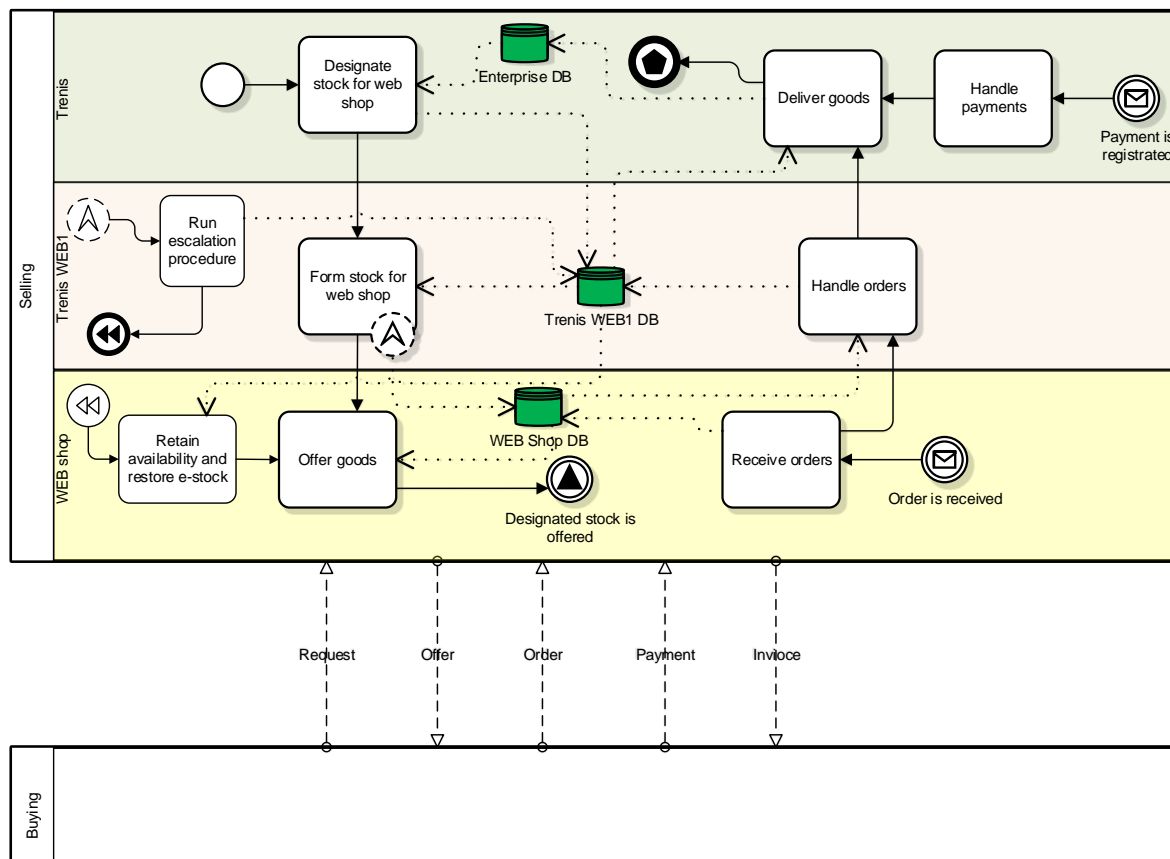 Selling
Trenis
Designate
stock for web
shop
Enterprise DB
Deliver goods
Handle
payments
Payment is
registrated
Trenis WEB1
Run
escalation
procedure
Form stock for
web shop
Trenis WEB1 DB
Handle orders
WEB shop
Retain
availability and
restore e-stock
Offer goods
WEB Shop DB
Designated stock is
offered
Receive orders
Order is received
Request
Offer
Order
Payment
Invioce
Buying